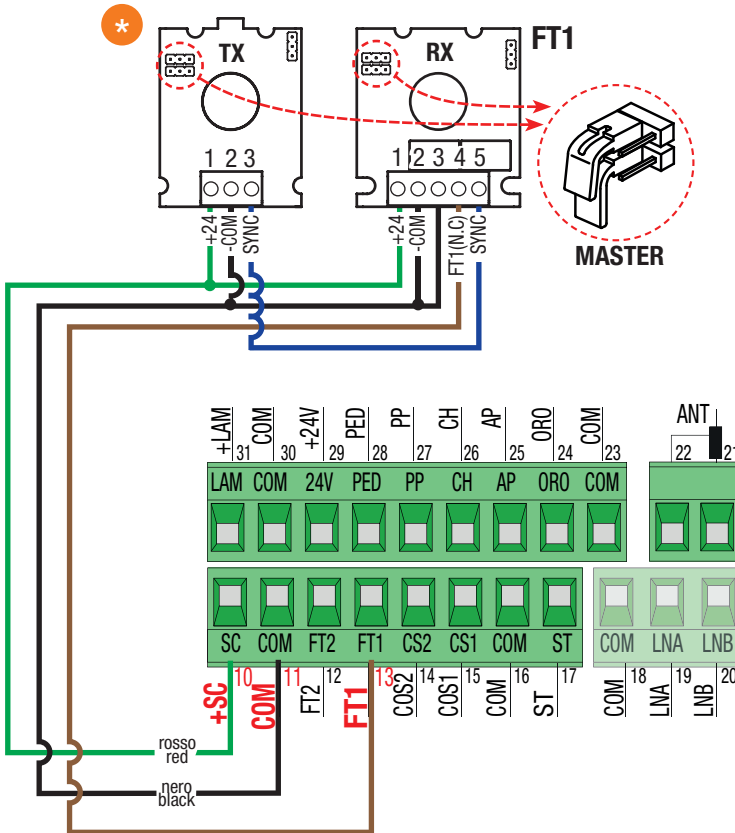 *
TX
RX
FT1
1 2 3
1 2 3 4 5
+24
-COM
SYNC
+24
-COM
FT1(N.C)
SYNC
MASTER
+LAM
COM
+24V
PED
PP
CH
AP
ORO
COM
ANT
31 30 29 28 27 26 25 24 23 22 21
LAM COM 24V PED PP CH AP ORO COM
SC COM FT2 FT1 CS2 CS1 COM ST COM LNA LNB
10 11 12 13 14 15 16 17 18 19 20
+SC
COM
FT2
FT1
COS2
COS1
COM
ST
COM
LNA
LNB
rosso
red
nero
black